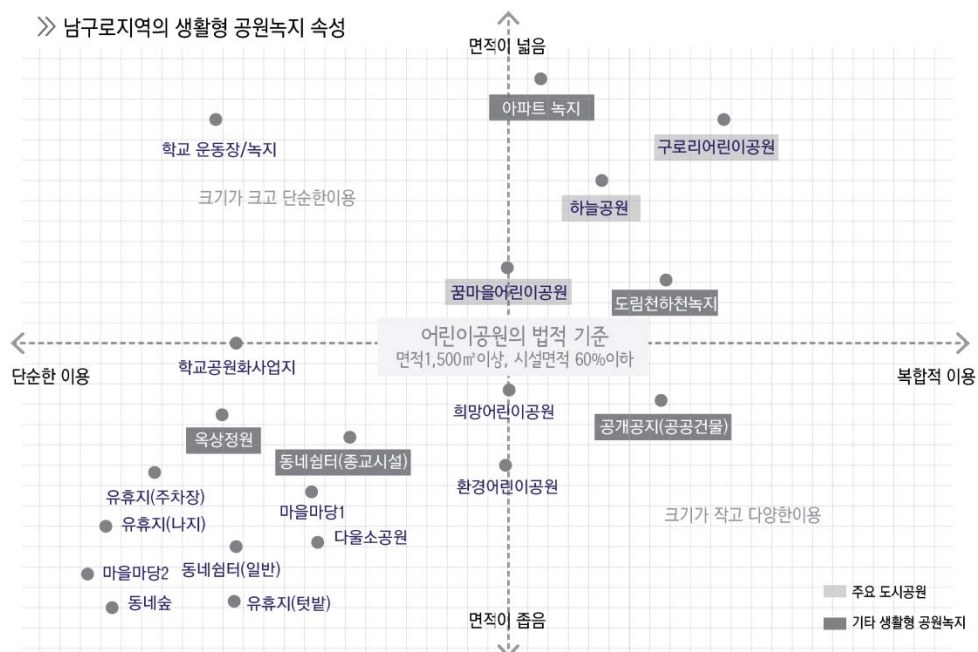 ≫ 남구로지역의 생활형 공원녹지 속성
면적이 넓음
아파트 녹지
학교 운동장/녹지
구로리어린이공원
크기가 크고 단순한이용
하늘공원
꿈마을어린이공원
도림천하천녹지
어린이공원의 법적 기준
면적1,500㎡이상, 시설면적 60%이하
단순한 이용
학교공원화사업지
복합적 이용
희망어린이공원
공개공지(공공건물)
옥상정원
동네쉼터(종교시설)
환경어린이공원
유휴지(주차장)
마을마당1
유휴지(나지)
크기가 작고 다양한이용
다울소공원
마을마당2
동네쉼터(일반)
동네숲
유휴지(텃밭)
면적이 좁음
주요 도시공원
기타 생활형 공원녹지